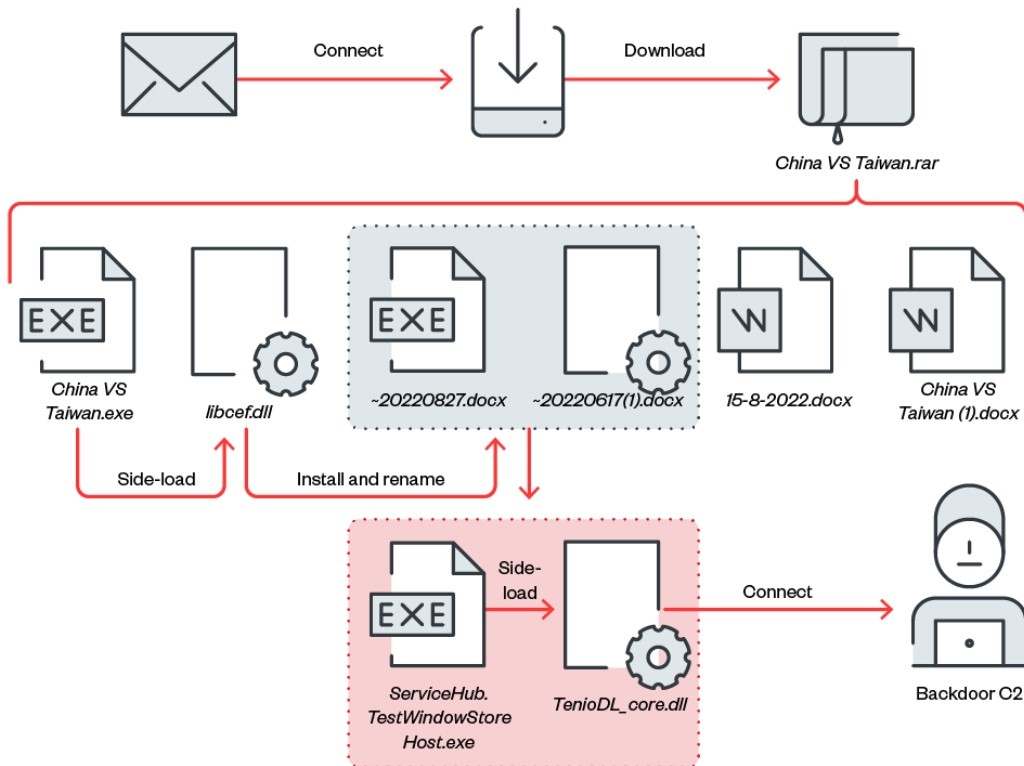 Connect
Download
China VS Taiwan.rar
EXE
EXE
W
W
China VS
Taiwan.exe
libcef.dll
~20220827.docx
~20220617(1).docx
15-8-2022.docx
China VS
Taiwan (1).docx
Side-load
Install and rename
EXE
Side-
load
Connect
ServiceHub.
TestWindowStore
Host.exe
TenioDL_core.dll
Backdoor C2